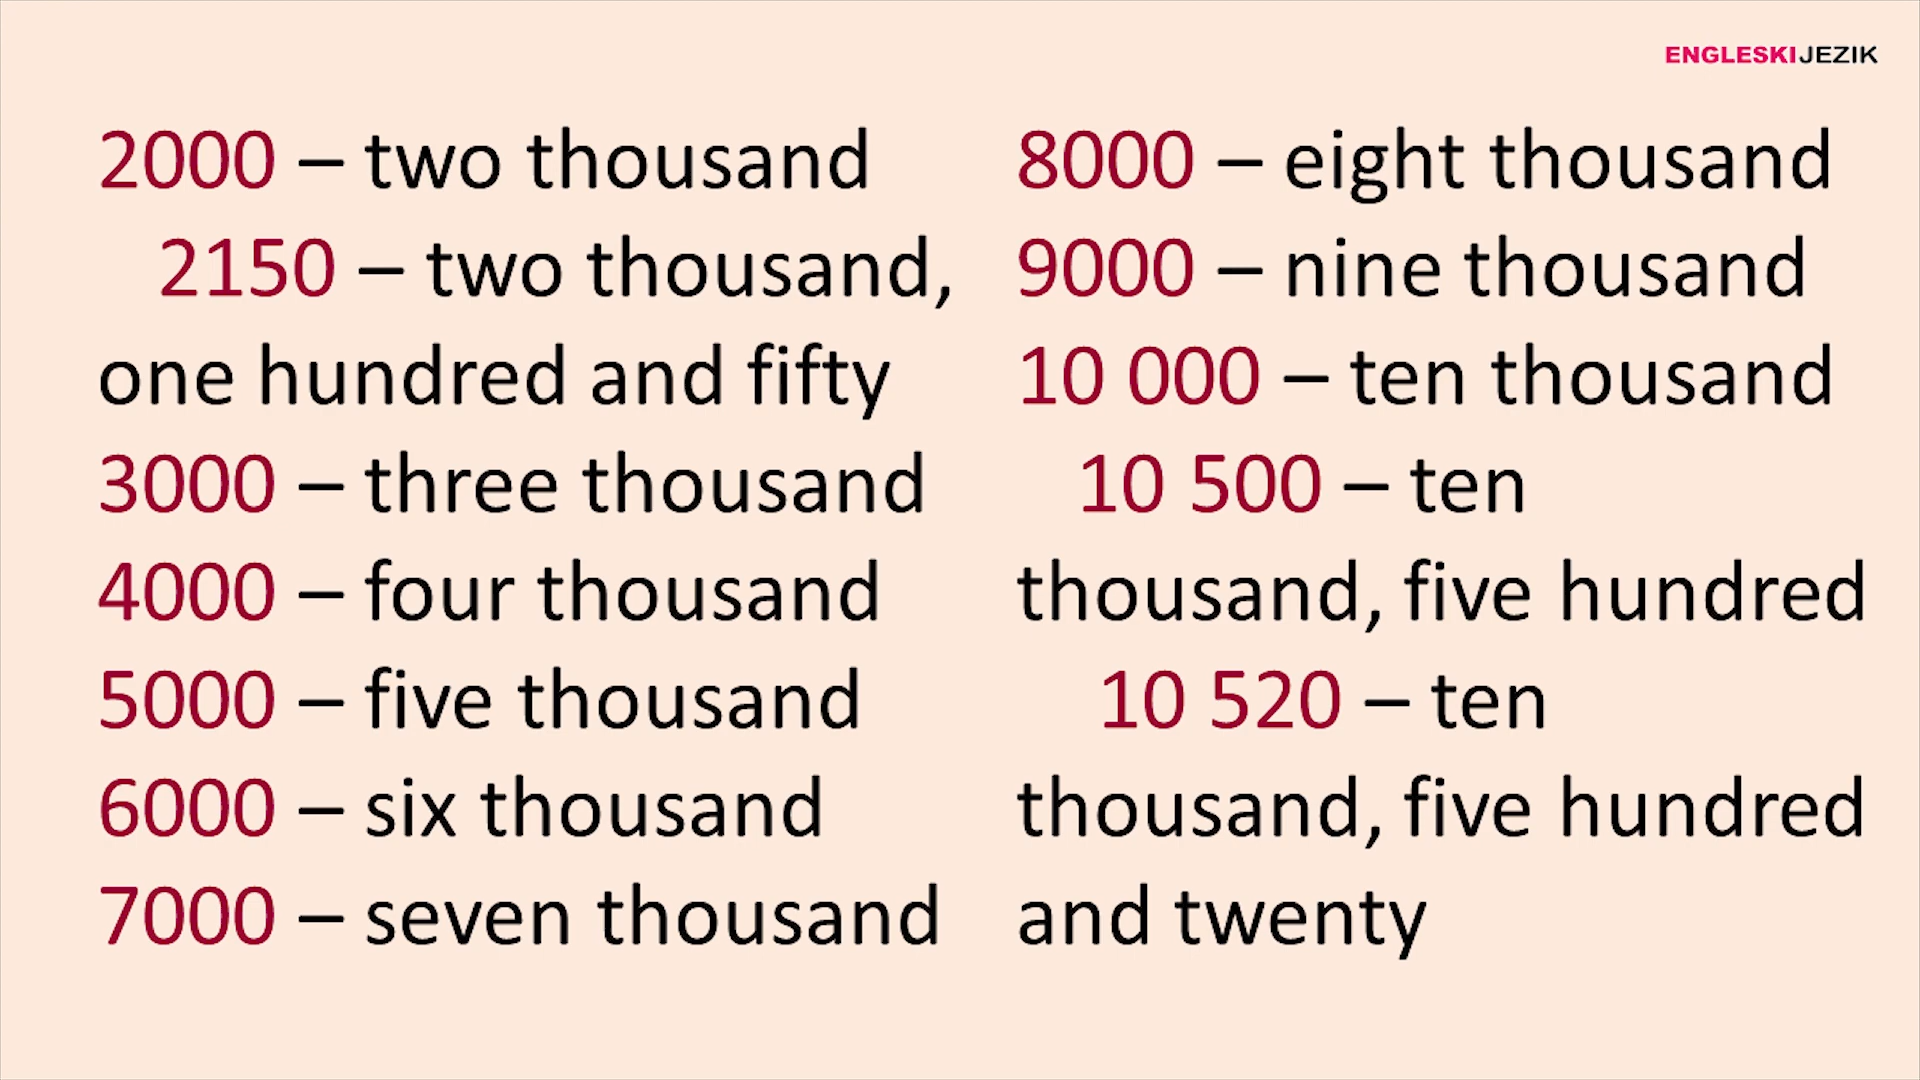 ENGLESKIJEZIK
2000 – two thousand
2150 – two thousand,
one hundred and fifty
3000 – three thousand
4000 – four thousand
5000 – five thousand
6000 – six thousand
7000 – seven thousand
8000 – eight thousand
9000 – nine thousand
10 000 – ten thousand
10 500 – ten
thousand, five hundred
10 520 – ten
thousand, five hundred
and twenty